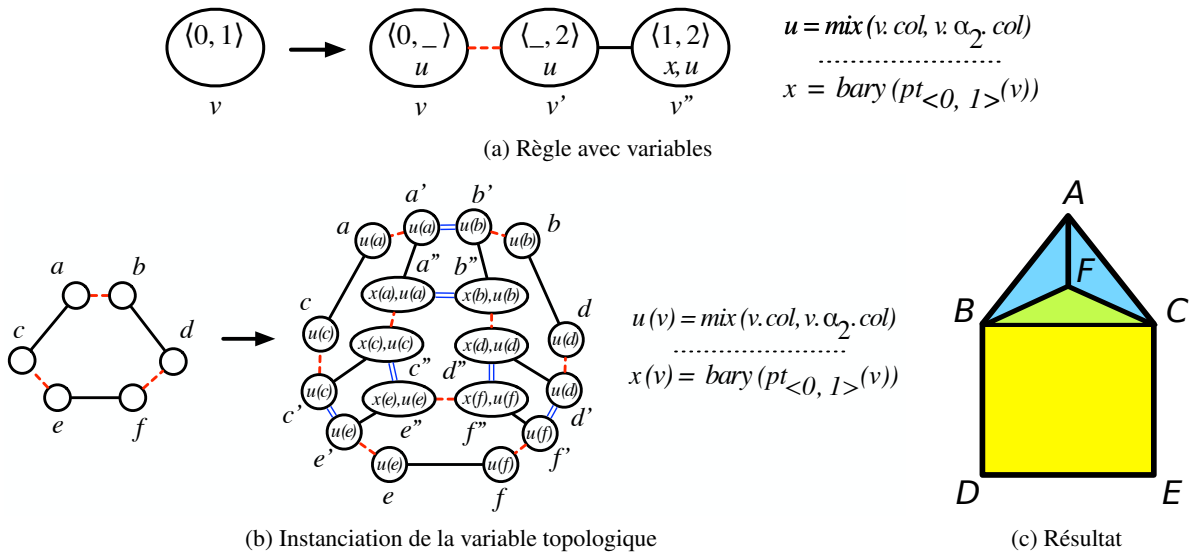 ⟨0, 1⟩
v
⟨0, _⟩
u
v
⟨_, 2⟩
u
v'
⟨1, 2⟩
x, u
v''
u = mix(v. col, v. α2. col)
x = bary(pt<0, 1>(v))
(a) Règle avec variables
a b
c d
e f
a' b'
a b
u(a) u(a) u(b) u(b)
a'' b''
x(a),u(a) x(b),u(b)
c d
u(c) x(c),u(c) x(d),u(d) u(d)
c'' d''
u(c) x(e),u(e) x(f),u(f) u(d)
c' d'
u(e) u(f)
e'' f''
e' f'
u(e) u(f)
e f
u(v) = mix(v. col, v. α2. col)
x(v) = bary(pt<0, 1>(v))
(b) Instanciation de la variable topologique
A
F
B C
D E
(c) Résultat